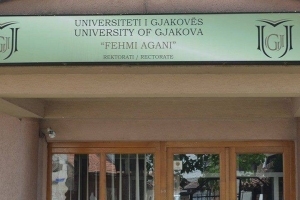 UNIVERSITETI I GJAKOVËS
UNIVERSITY OF GJAKOVA
"FEHMI AGANI"
REKTORATI / RECTORATE